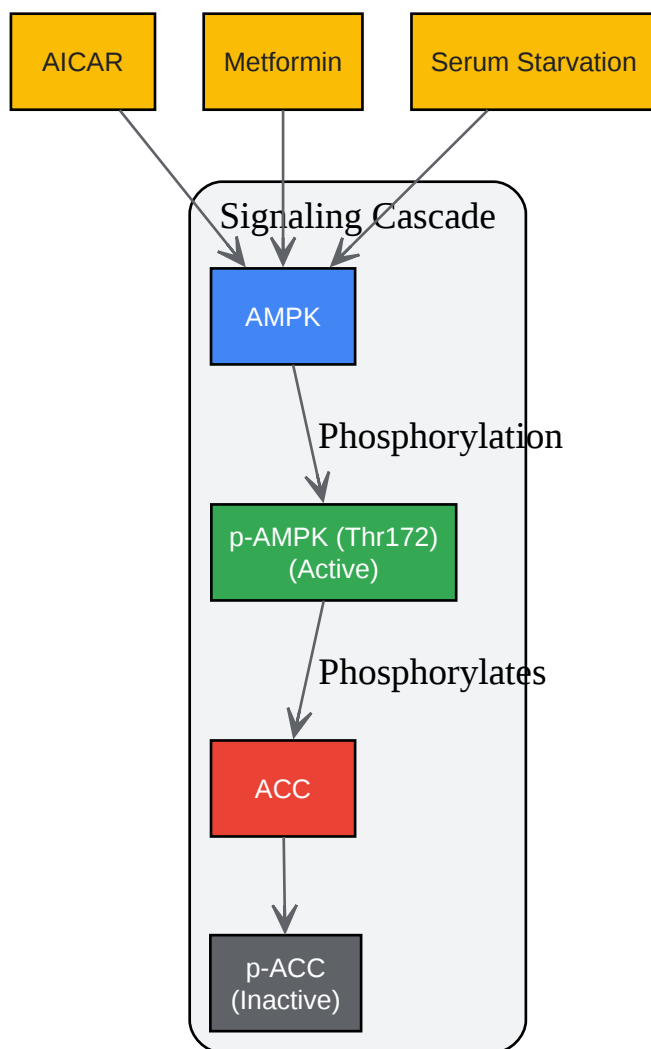 AICAR
Metformin
Serum Starvation
Signaling Cascade
AMPK
Phosphorylation
p-AMPK (Thr172)
(Active)
Phosphorylates
ACC
p-ACC
(Inactive)